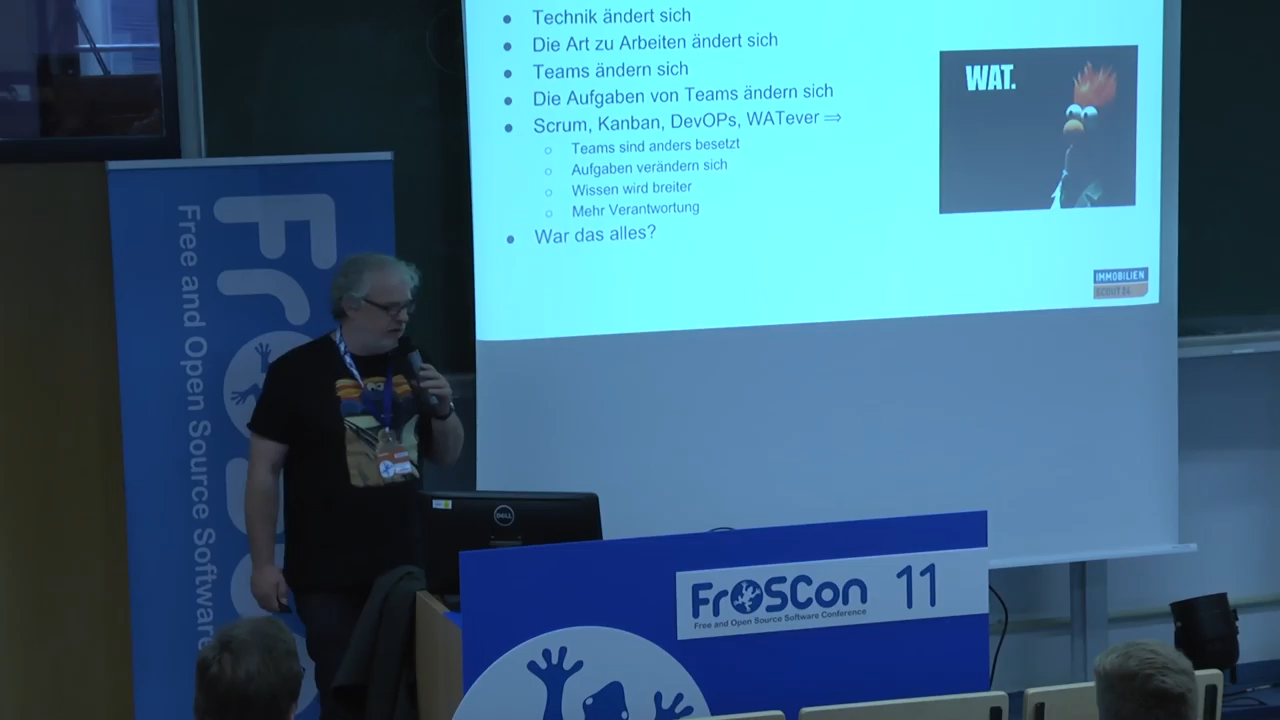 Technik ändert sich
Die Art zu Arbeiten ändert sich
Teams ändern sich
Die Aufgaben von Teams ändern sich
Scrum, Kanban, DevOPs, WATever ⇒
Teams sind anders besetzt
Aufgaben verändern sich
Wissen wird breiter
Mehr Verantwortung
War das alles?
WAT.
IMMOBILIEN
SCOUT 24
FrOSCo
Free and Open Source Software
DELL
FrOSCon 11
Free and Open Source Software Conference